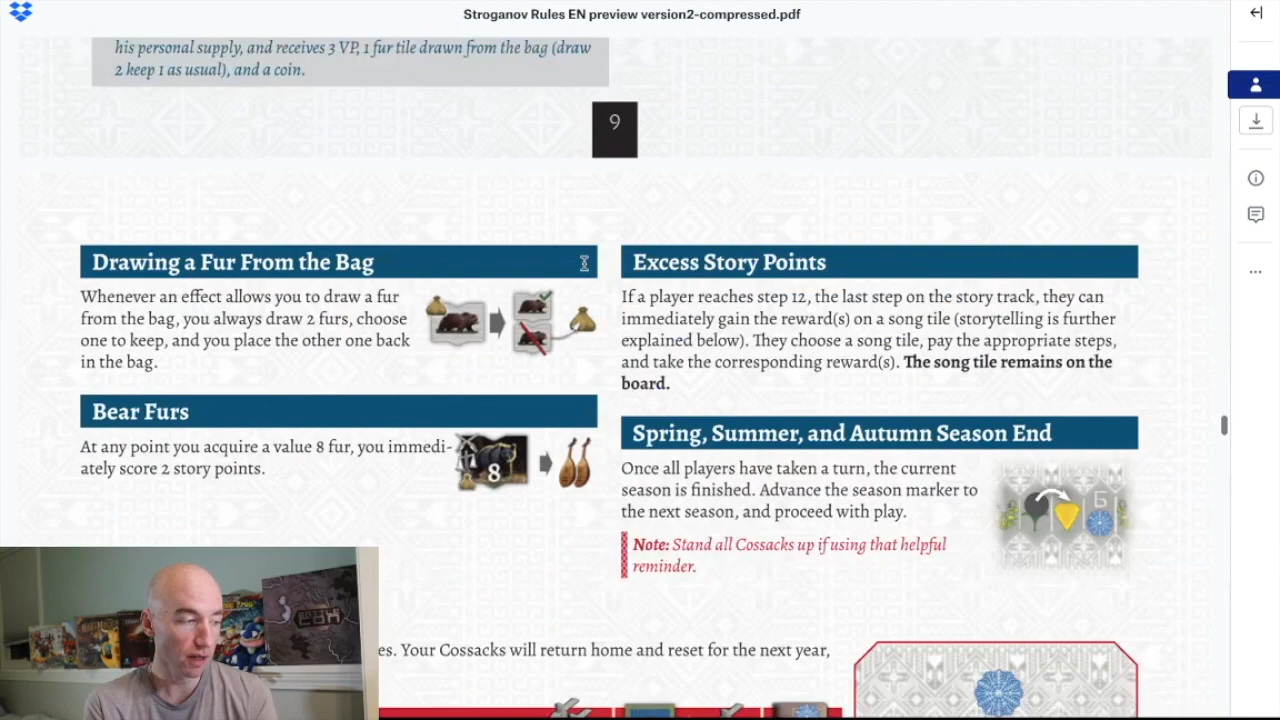 Stroganov Rules EN preview version2-compressed.pdf
his personal supply, and receives 3 VP, 1 fur tile drawn from the bag (draw
2 keep 1 as usual), and a coin.
9
Drawing a Fur From the Bag
Whenever an effect allows you to draw a fur
from the bag, you always draw 2 furs, choose
one to keep, and you place the other one back
in the bag.
Bear Furs
At any point you acquire a value 8 fur, you immedi-
ately score 2 story points.
8
Excess Story Points
If a player reaches step 12, the last step on the story track, they can
immediately gain the reward(s) on a song tile (storytelling is further
explained below). They choose a song tile, pay the appropriate steps,
and take the corresponding reward(s). The song tile remains on the
board.
Spring, Summer, and Autumn Season End
Once all players have taken a turn, the current
season is finished. Advance the season marker to
the next season, and proceed with play.
Note: Stand all Cossacks up if using that helpful
reminder.
es. Your Cossacks will return home and reset for the next year,